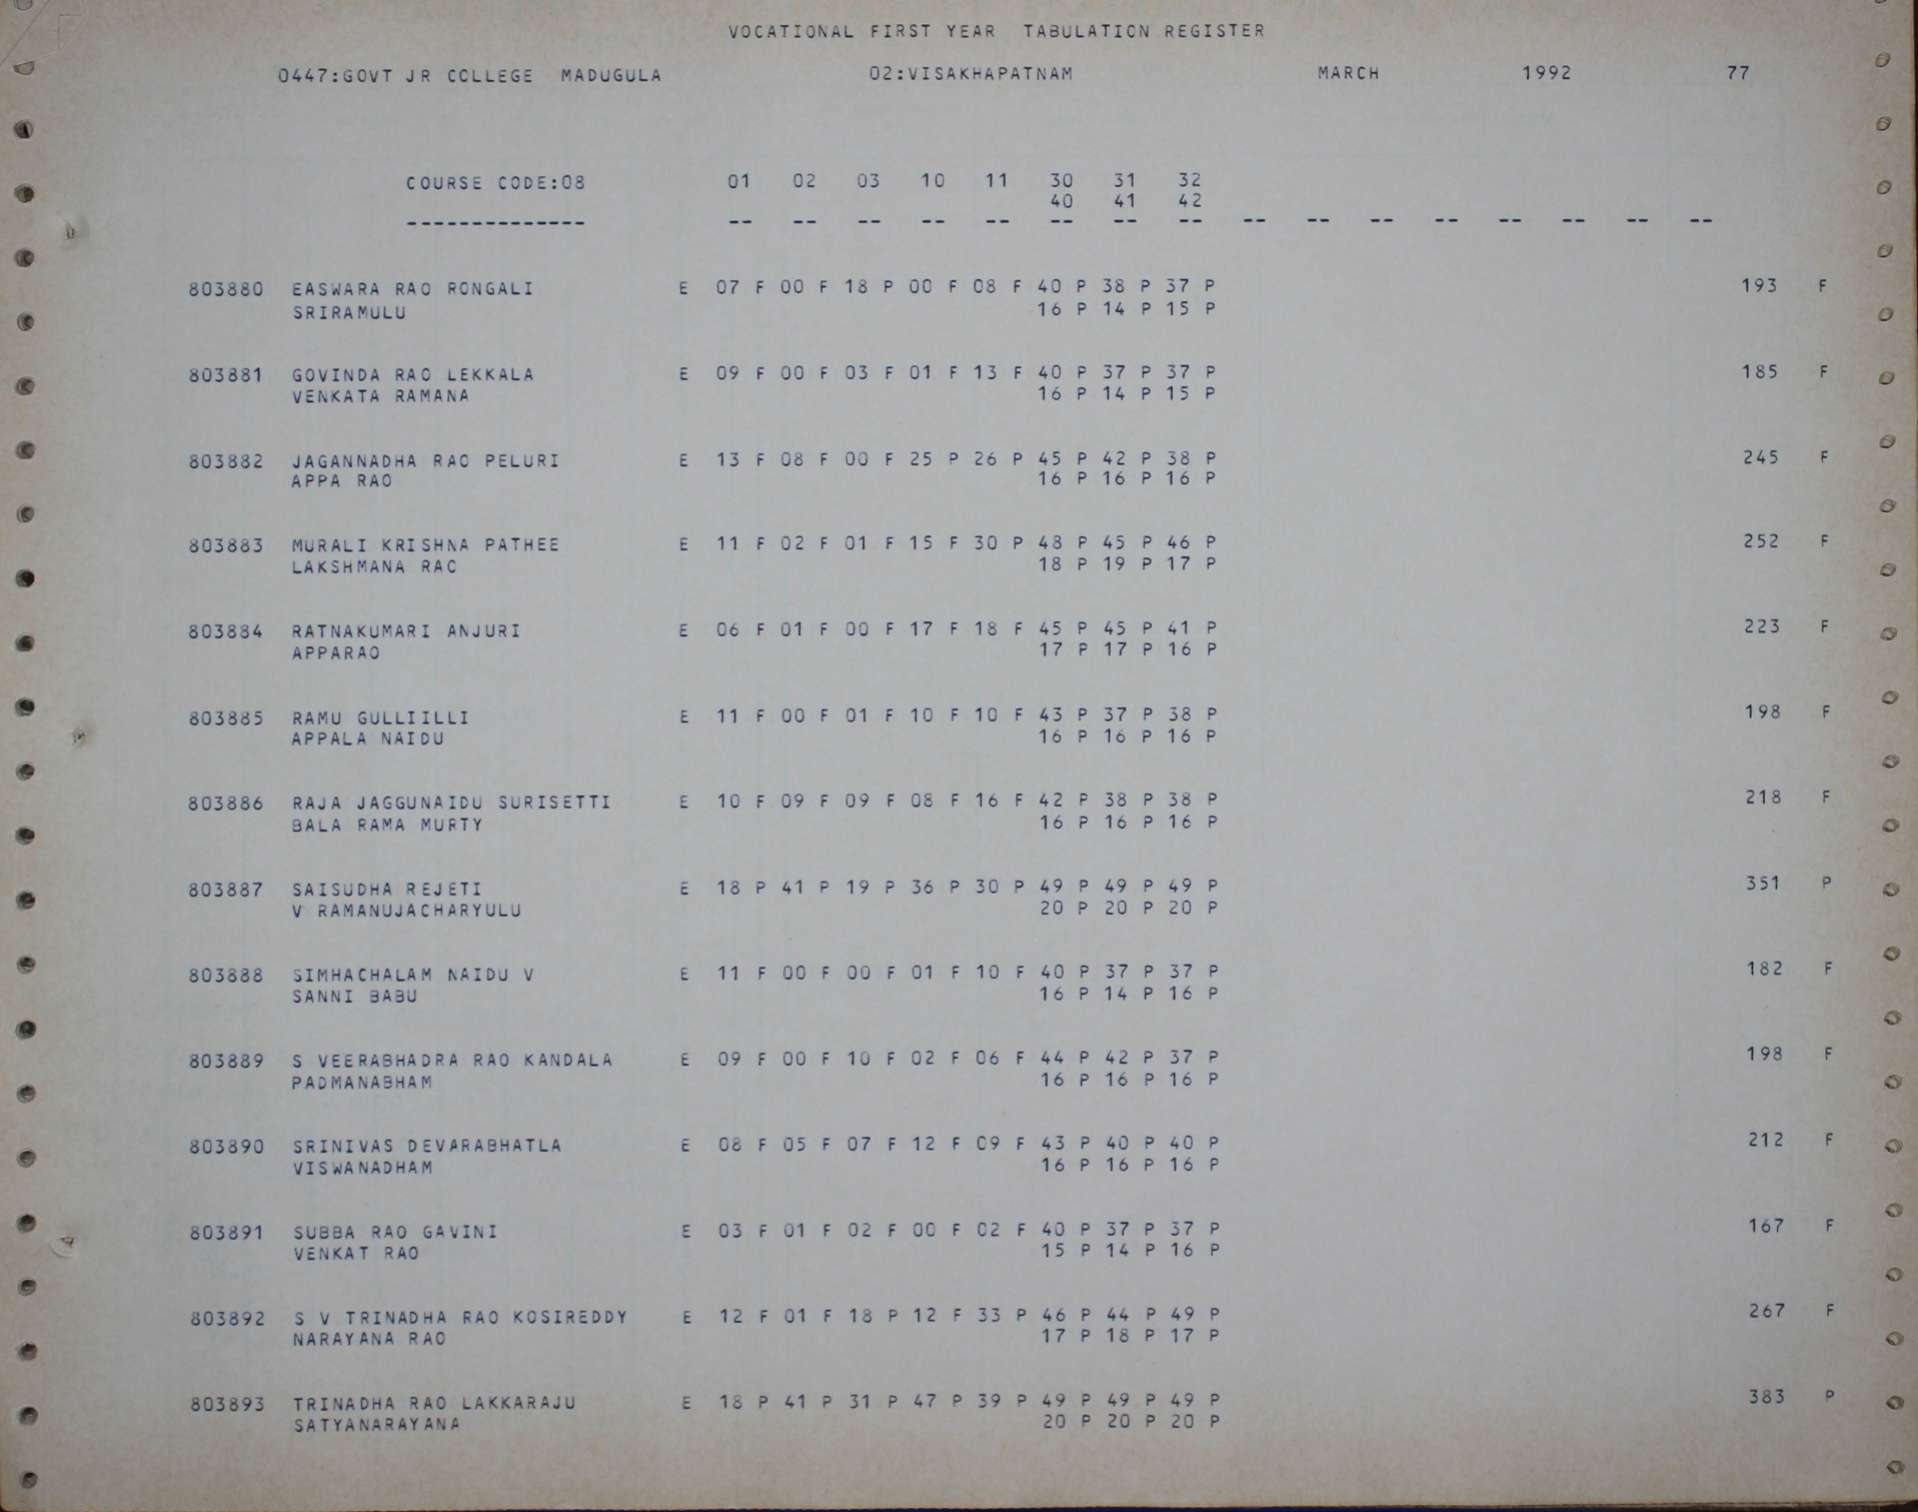 VOCATIONAL FIRST YEAR TABULATION REGISTER
0447:GOVT JR COLLEGE MADUGULA 02:VISAKHAPATNAM MARCH 1992 77
COURSE CODE:08 01 02 03 10 11 30 31 32
40 41 42
-------------- -- -- -- -- -- -- -- -- -- -- -- -- -- -- -- --
803880 EASWARA RAO RONGALI E 07 F 00 F 18 P 00 F 08 F 40 P 38 P 37 P 193 F
SRIRAMULU 16 P 14 P 15 P
803881 GOVINDA RAO LEKKALA E 09 F 00 F 03 F 01 F 13 F 40 P 37 P 37 P 185 F
VENKATA RAMANA 16 P 14 P 15 P
803882 JAGANNADHA RAO PELURI E 13 F 08 F 00 F 25 P 26 P 45 P 42 P 38 P 245 F
APPA RAO 16 P 16 P 16 P
803883 MURALI KRISHNA PATHEE E 11 F 02 F 01 F 15 F 30 P 48 P 45 P 46 P 252 F
LAKSHMANA RAO 18 P 19 P 17 P
803884 RATNAKUMARI ANJURI E 06 F 01 F 00 F 17 F 18 F 45 P 45 P 41 P 223 F
APPARAO 17 P 17 P 16 P
803885 RAMU GULLIILLI E 11 F 00 F 01 F 10 F 10 F 43 P 37 P 38 P 198 F
APPALA NAIDU 16 P 16 P 16 P
803886 RAJA JAGGUNAIDU SURISETTI E 10 F 09 F 09 F 08 F 16 F 42 P 38 P 38 P 218 F
BALA RAMA MURTY 16 P 16 P 16 P
803887 SAISUDHA REJETI E 18 P 41 P 19 P 36 P 30 P 49 P 49 P 49 P 351 P
V RAMANUJACHARYULU 20 P 20 P 20 P
803888 SIMHACHALAM NAIDU V E 11 F 00 F 00 F 01 F 10 F 40 P 37 P 37 P 182 F
SANNI BABU 16 P 14 P 16 P
803889 S VEERABHADRA RAO KANDALA E 09 F 00 F 10 F 02 F 06 F 44 P 42 P 37 P 198 F
PADMANABHAM 16 P 16 P 16 P
803890 SRINIVAS DEVARABHATLA E 08 F 05 F 07 F 12 F 09 F 43 P 40 P 40 P 212 F
VISWANADHAM 16 P 16 P 16 P
803891 SUBBA RAO GAVINI E 03 F 01 F 02 F 00 F 02 F 40 P 37 P 37 P 167 F
VENKAT RAO 15 P 14 P 16 P
803892 S V TRINADHA RAO KOSIREDDY E 12 F 01 F 18 P 12 F 33 P 46 P 44 P 49 P 267 F
NARAYANA RAO 17 P 18 P 17 P
803893 TRINADHA RAO LAKKARAJU E 18 P 41 P 31 P 47 P 39 P 49 P 49 P 49 P 383 P
SATYANARAYANA 20 P 20 P 20 P